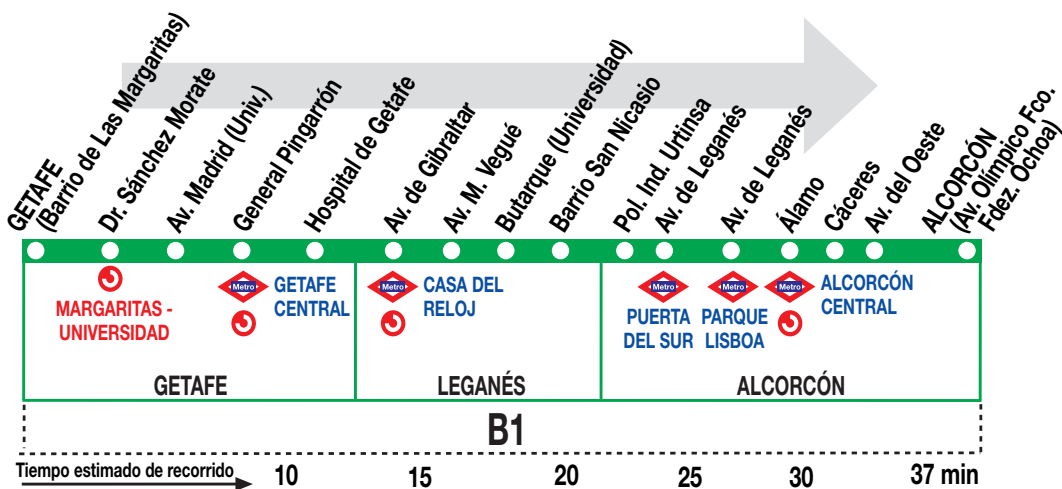 GETAFE
(Barrio de Las Margaritas)
Dr. Sánchez Morate
Av. Madrid (Univ.)
General Pingarrón
Hospital de Getafe
Av. de Gibraltar
Av. M. Vegué
Butarque (Universidad)
Barrio San Nicasio
Pol. Ind. Urtinsa
Av. de Leganés
Av. de Leganés
Álamo
Cáceres
Av. del Oeste
ALCORCÓN
(Av. Olímpico Fco.
Fdez. Ochoa)
MARGARITAS -
UNIVERSIDAD
Metro
GETAFE
CENTRAL
Metro
CASA DEL
RELOJ
Metro
PUERTA
DEL SUR
Metro
PARQUE
LISBOA
Metro
ALCORCÓN
CENTRAL
GETAFE
LEGANÉS
ALCORCÓN
B1
Tiempo estimado de recorrido
10
15
20
25
30
37 min